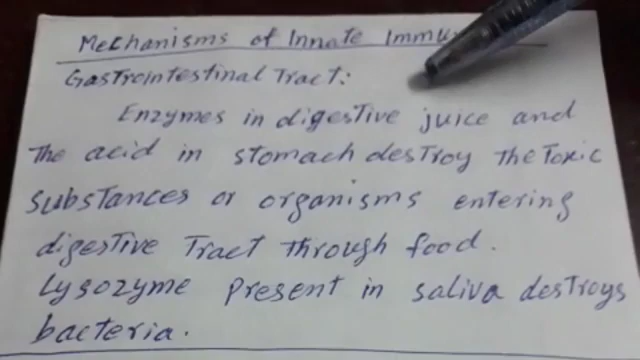 Mechanisms of Innate Immu
Gastrointestinal Tract:
Enzymes in digestive juice and
the acid in stomach destroy the toxic
substances or organisms entering
digestive Tract through food.
Lysozyme present in saliva destroys
bacteria.